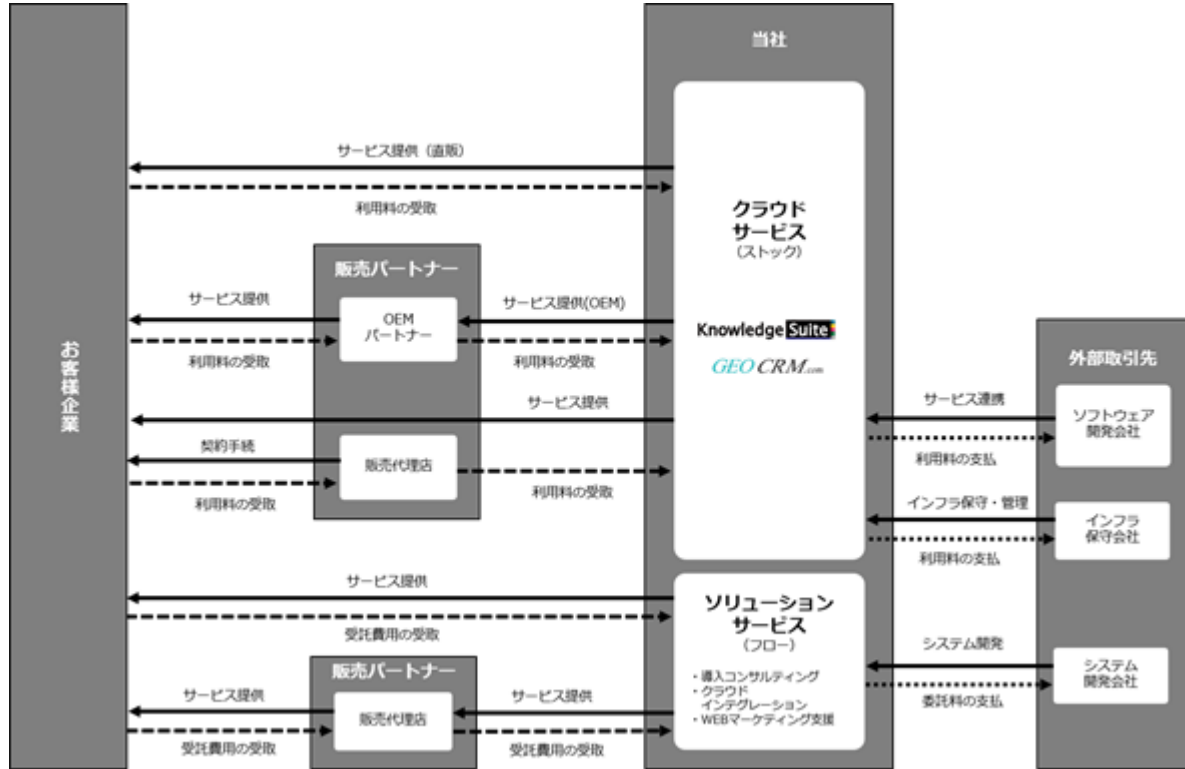 お客様企業
当社
サービス提供（直販）
利用料の受取
クラウド
サービス
（ストック）
Knowledge Suite
GEO CRM.com
販売パートナー
サービス提供
OEM
パートナー
サービス提供(OEM)
利用料の受取
利用料の受取
サービス提供
契約手続
販売代理店
利用料の受取
利用料の受取
外部取引先
サービス連携
ソフトウェア
開発会社
利用料の支払
インフラ保守・管理
インフラ
保守会社
利用料の支払
サービス提供
受託費用の受取
ソリューション
サービス
（フロー）
・導入コンサルティング
・クラウド
インテグレーション
・WEBマーケティング支援
販売パートナー
サービス提供
販売代理店
サービス提供
受託費用の受取
受託費用の受取
システム開発
システム
開発会社
委託料の支払